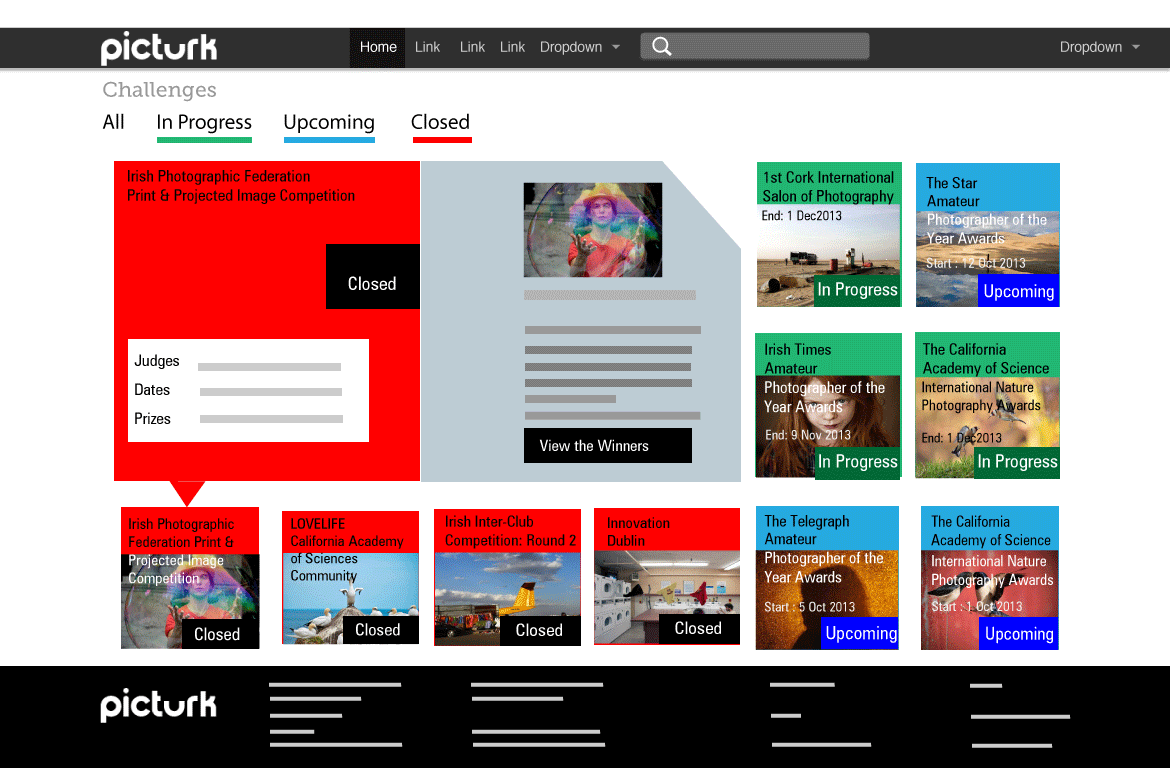 picturk
Home Link Link Link Dropdown
Dropdown
Challenges
All In Progress Upcoming Closed
Irish Photographic Federation
Print & Projected Image Competition
Closed
Judges
Dates
Prizes
View the Winners
1st Cork International
Salon of Photography
End: 1 Dec2013
In Progress
The Star
Amateur
Photographer of the
Year Awards
Start : 12 Oct 2013
Upcoming
Irish Times
Amateur
Photographer of the
Year Awards
End: 9 Nov 2013
In Progress
The California
Academy of Science
International Nature
Photography Awards
End: 1 Dec2013
In Progress
Irish Photographic
Federation Print &
Projected Image
Competition
Closed
LOVELIFE
California Academy
of Sciences
Community
Closed
Irish Inter-Club
Competition: Round 2
Closed
Innovation
Dublin
Closed
The Telegraph
Amateur
Photographer of the
Year Awards
Start : 5 Oct 2013
Upcoming
The California
Academy of Science
International Nature
Photography Awards
Start : 1 Oct 2013
Upcoming
picturk